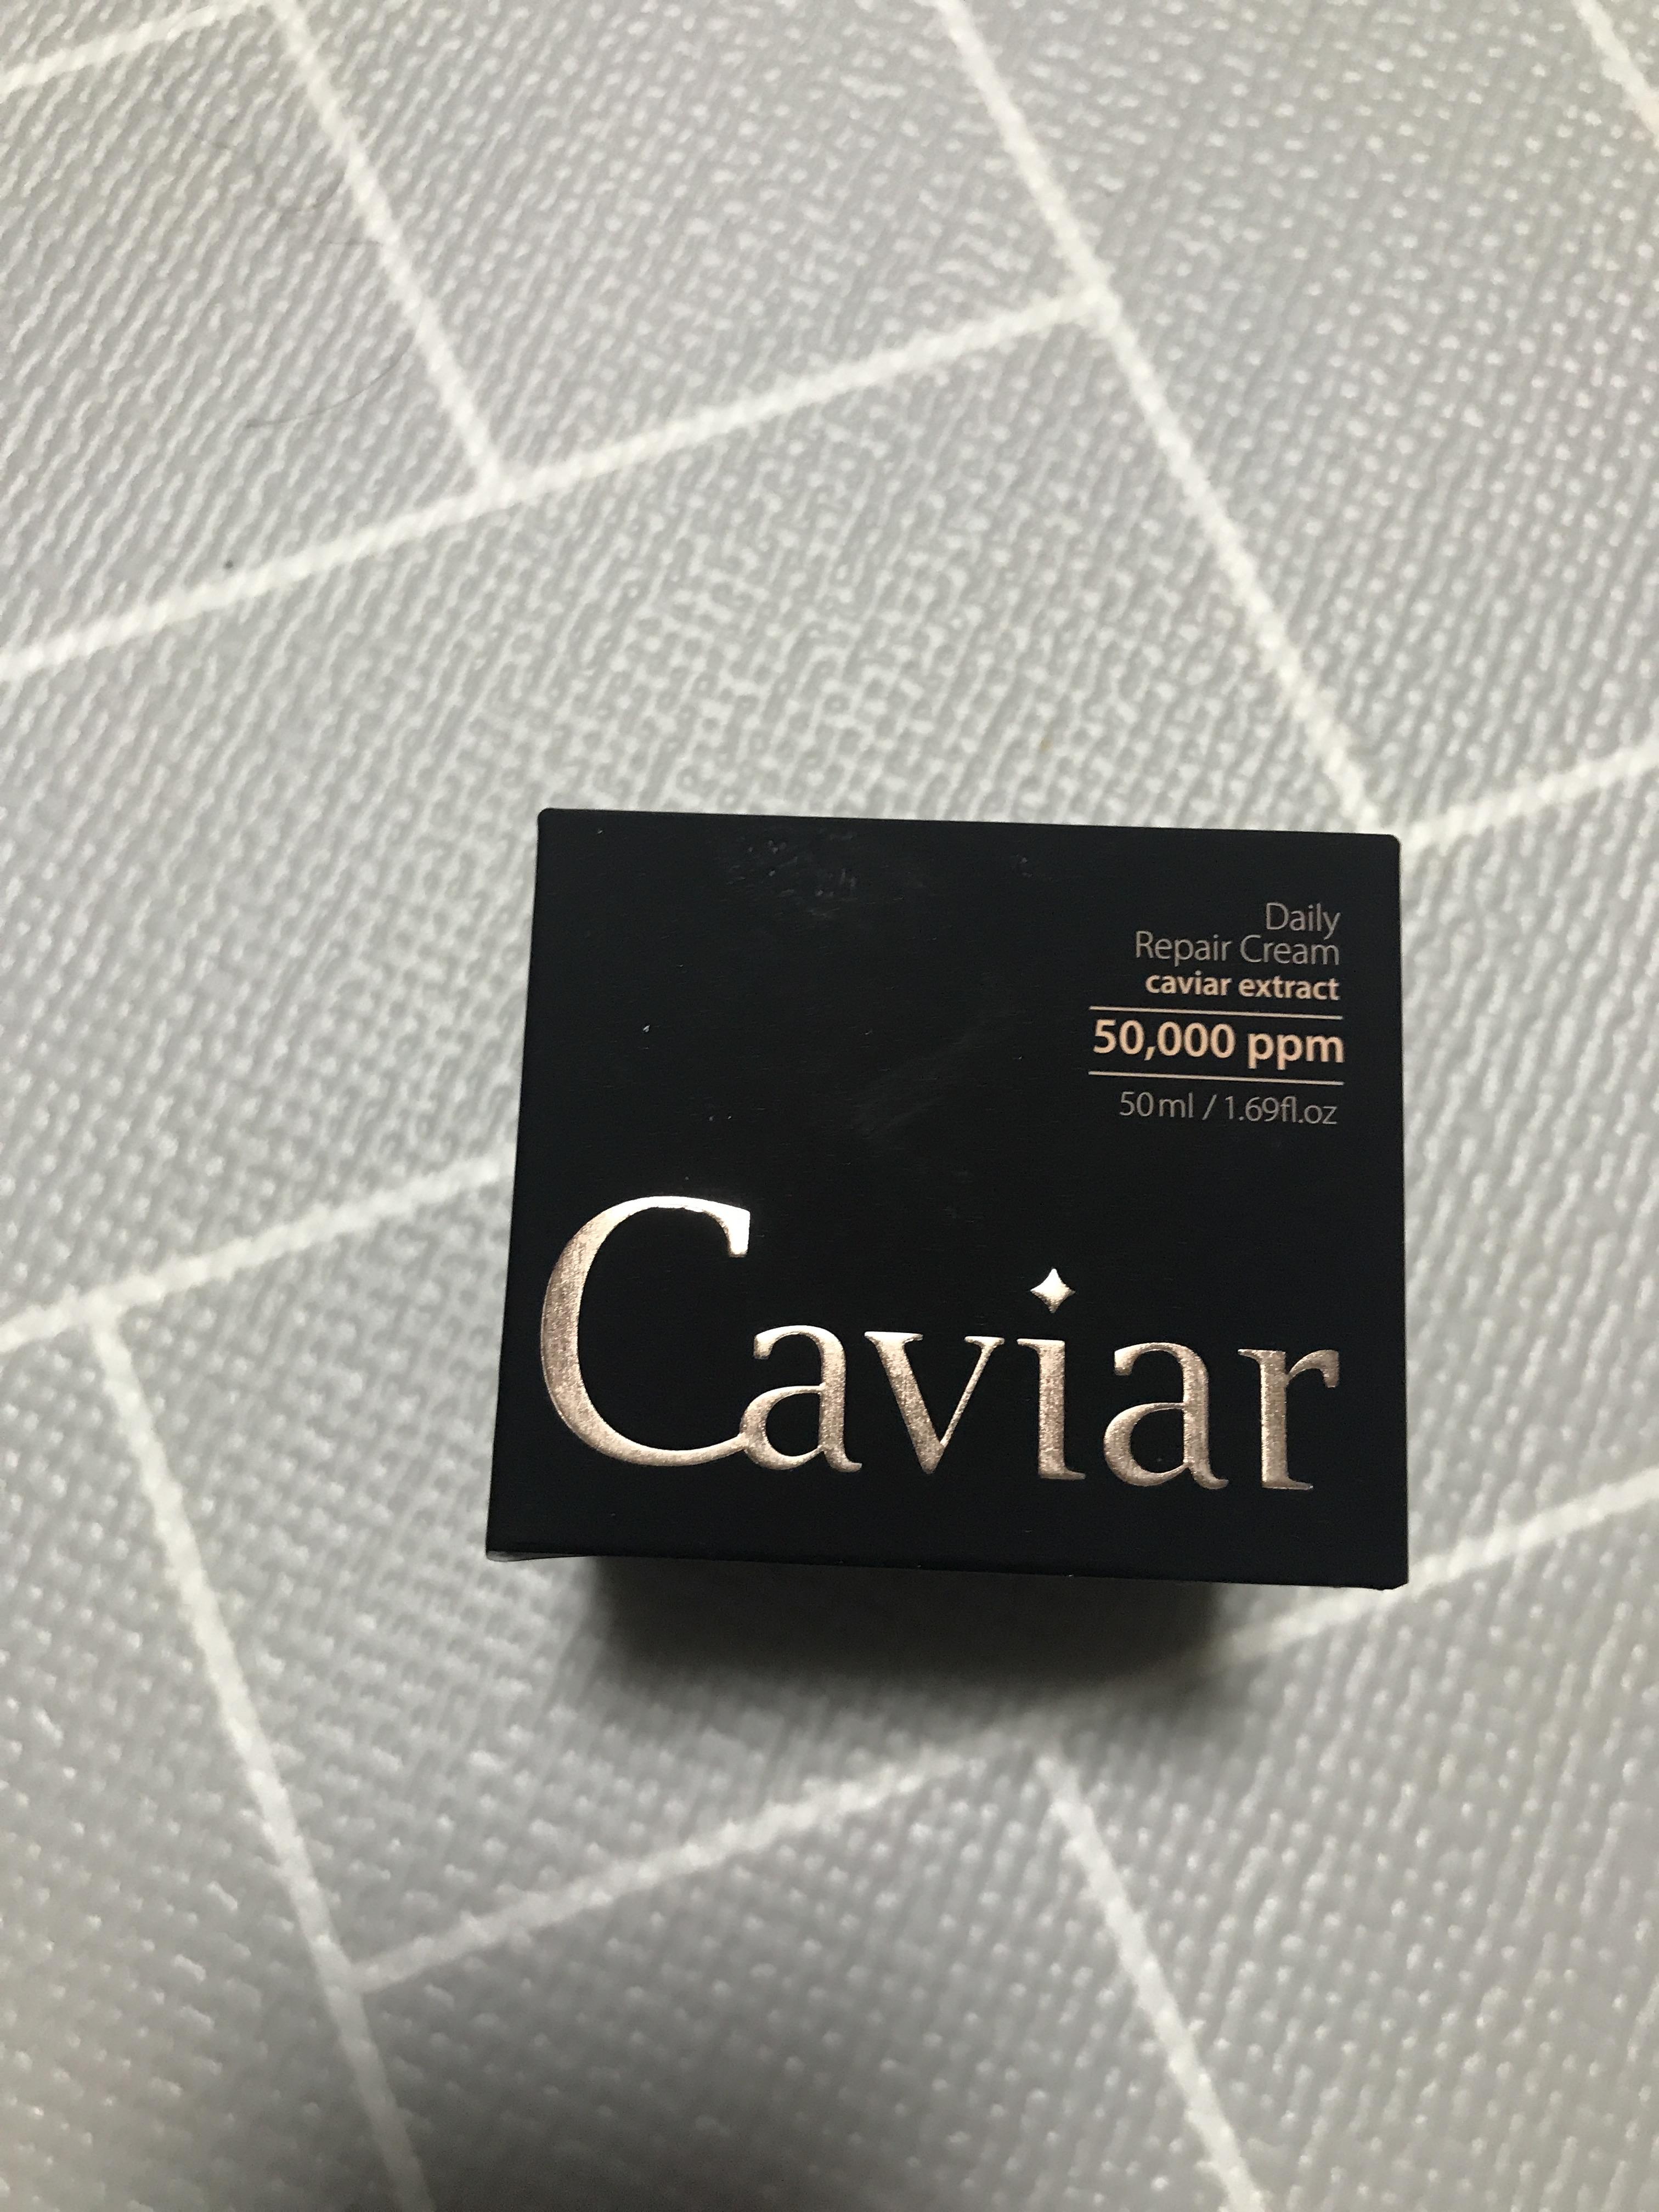 Daily
Repair Cream
caviar extract
50,000 ppm
50ml / 1.69fl.oz
Caviar